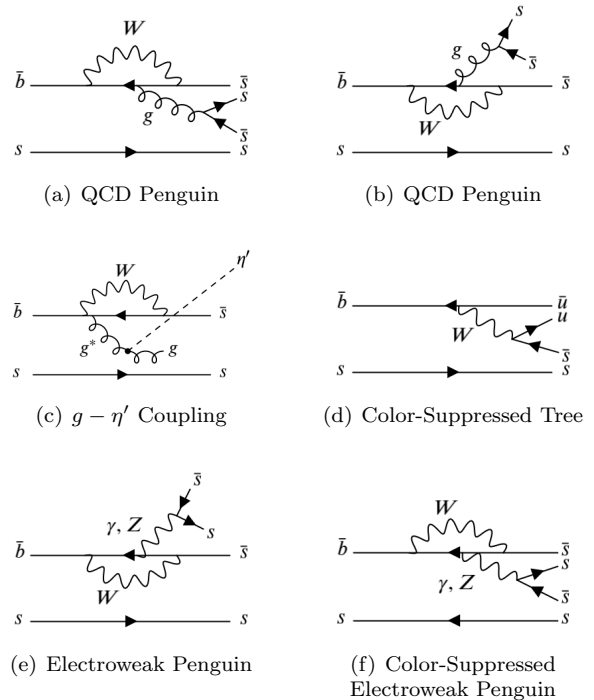 W
b̄ s̄
s
g
s̄
s s
(a) QCD Penguin
s
g
s̄
b̄ s̄
W
s s
(b) QCD Penguin
η′
W
b̄ s̄
g* g
s s
(c) g − η′ Coupling
b̄ ū
u
W
s̄
s s
(d) Color-Suppressed Tree
s̄
γ, Z s
b̄ s̄
W
s s
(e) Electroweak Penguin
W
b̄ s̄
s
γ, Z s̄
s s
(f) Color-Suppressed
Electroweak Penguin